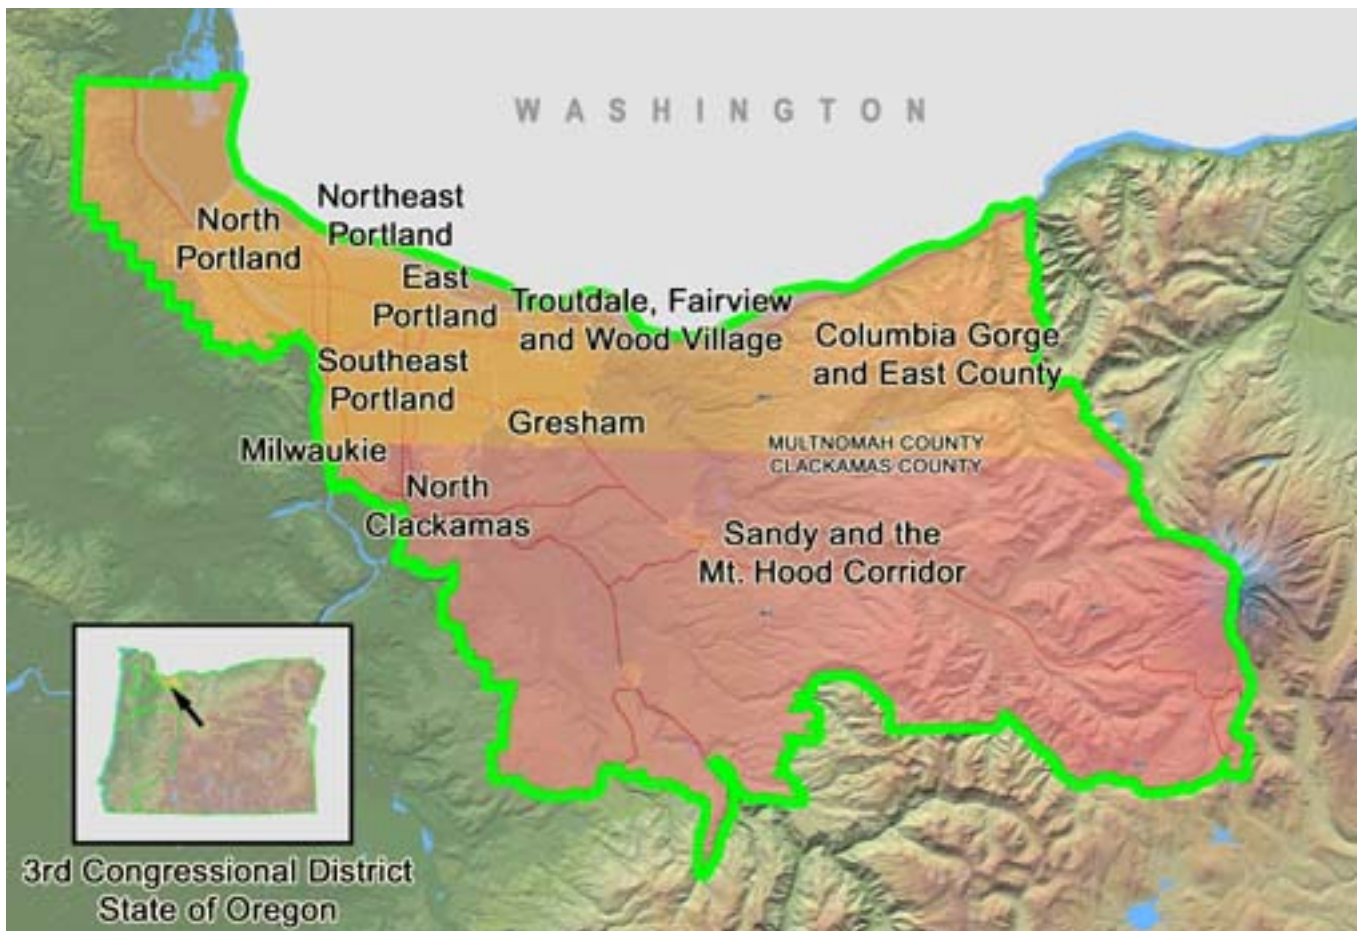 WASHINGTON
Northeast
Portland
North
Portland
East
Portland
Troutdale, Fairview
and Wood Village
Columbia Gorge
and East County
Southeast
Portland
Gresham
Milwaukie
MULTNOMAH COUNTY
CLACKAMAS COUNTY
North
Clackamas
Sandy and the
Mt. Hood Corridor
3rd Congressional District
State of Oregon